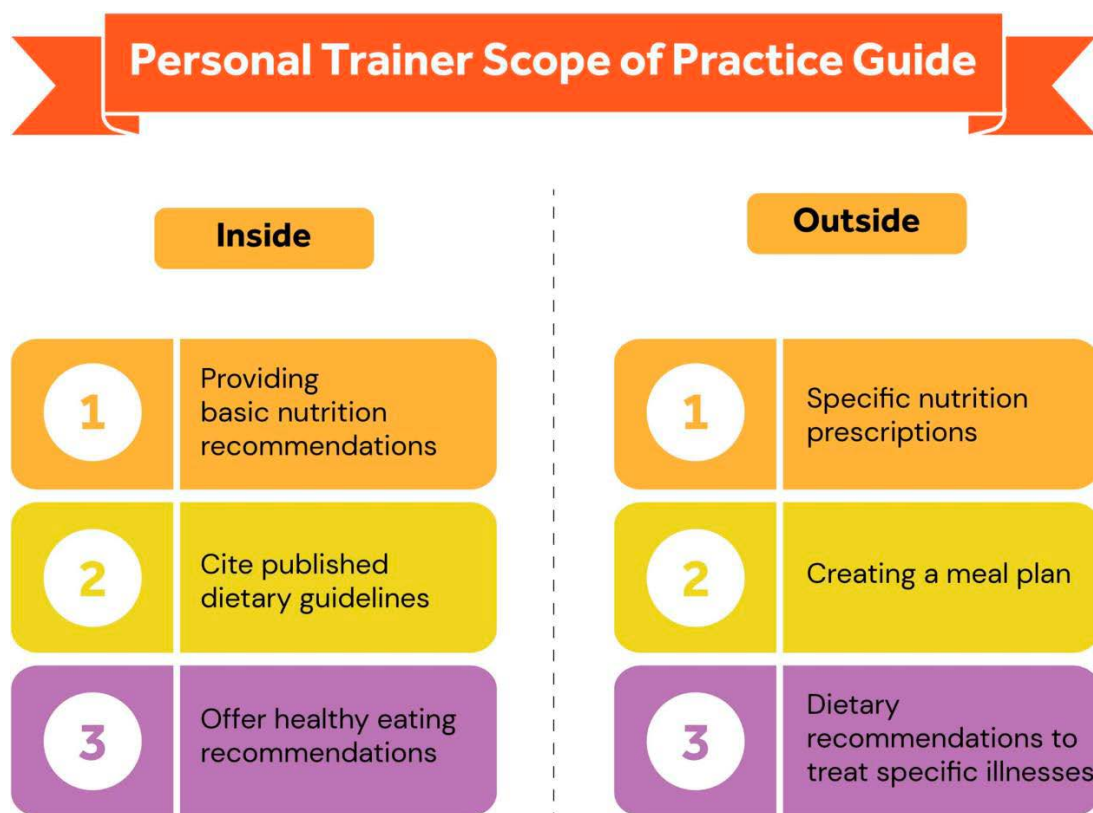 Personal Trainer Scope of Practice Guide
Inside
1
Providing
basic nutrition
recommendations
2
Cite published
dietary guidelines
3
Offer healthy eating
recommendations
Outside
1
Specific nutrition
prescriptions
2
Creating a meal plan
3
Dietary
recommendations to
treat specific illnesses